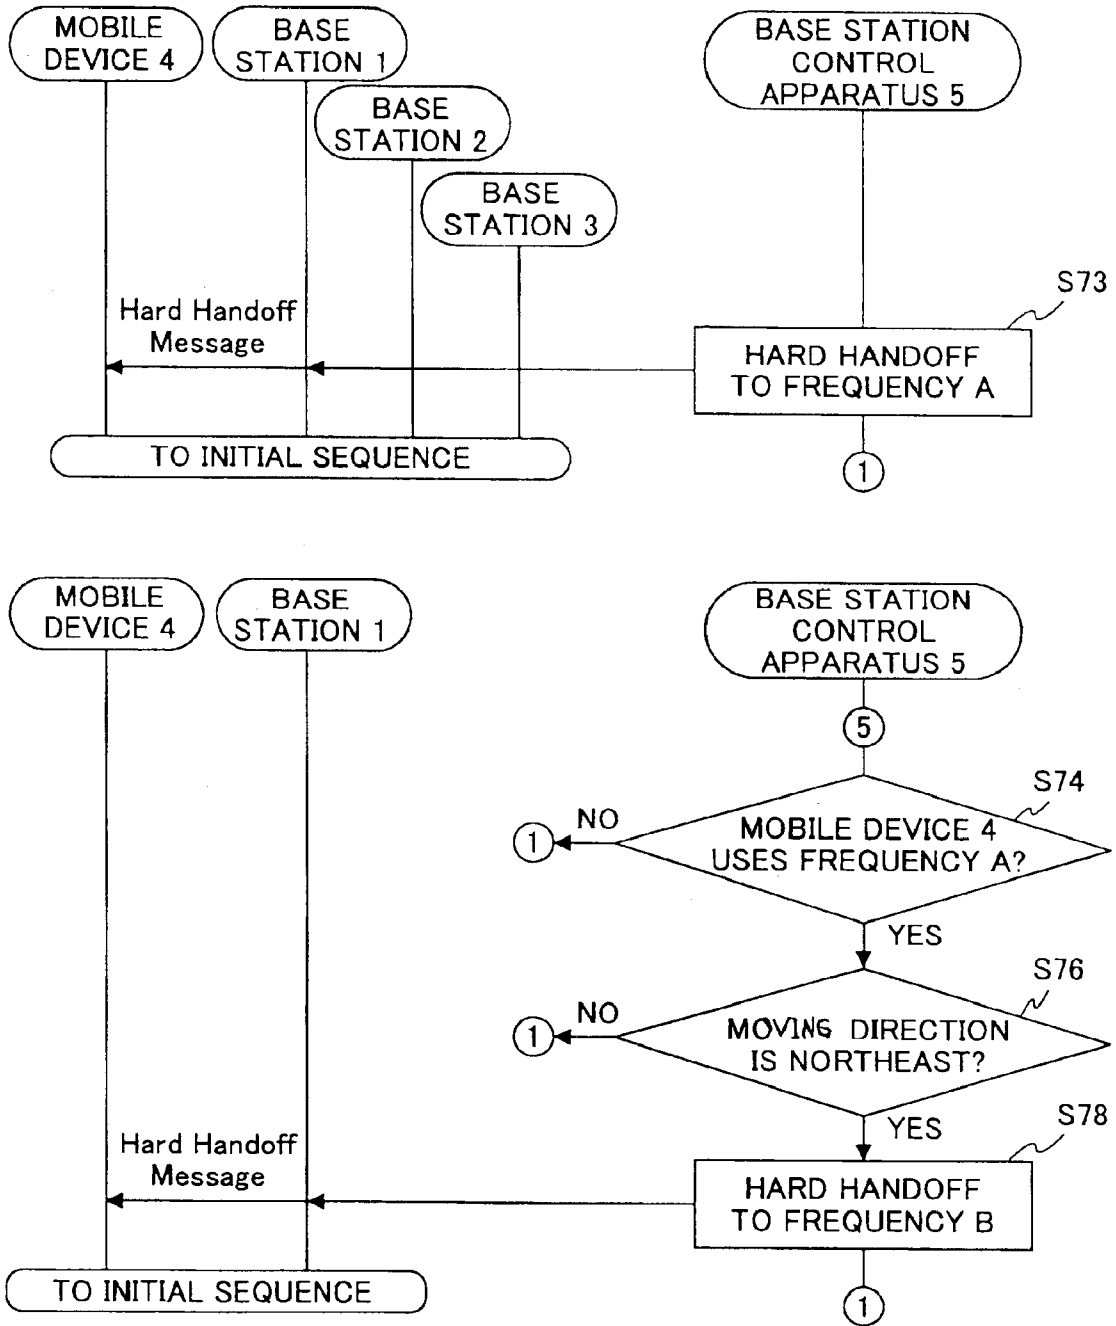 MOBILE
DEVICE 4
BASE
STATION 1
BASE
STATION 2
BASE
STATION 3
BASE STATION
CONTROL
APPARATUS 5
S73
Hard Handoff
Message
HARD HANDOFF
TO FREQUENCY A
TO INITIAL SEQUENCE
1
MOBILE
DEVICE 4
BASE
STATION 1
BASE STATION
CONTROL
APPARATUS 5
5
S74
NO
1
MOBILE DEVICE 4
USES FREQUENCY A?
YES
S76
NO
1
MOVING DIRECTION
IS NORTHEAST?
YES
S78
Hard Handoff
Message
HARD HANDOFF
TO FREQUENCY B
TO INITIAL SEQUENCE
1